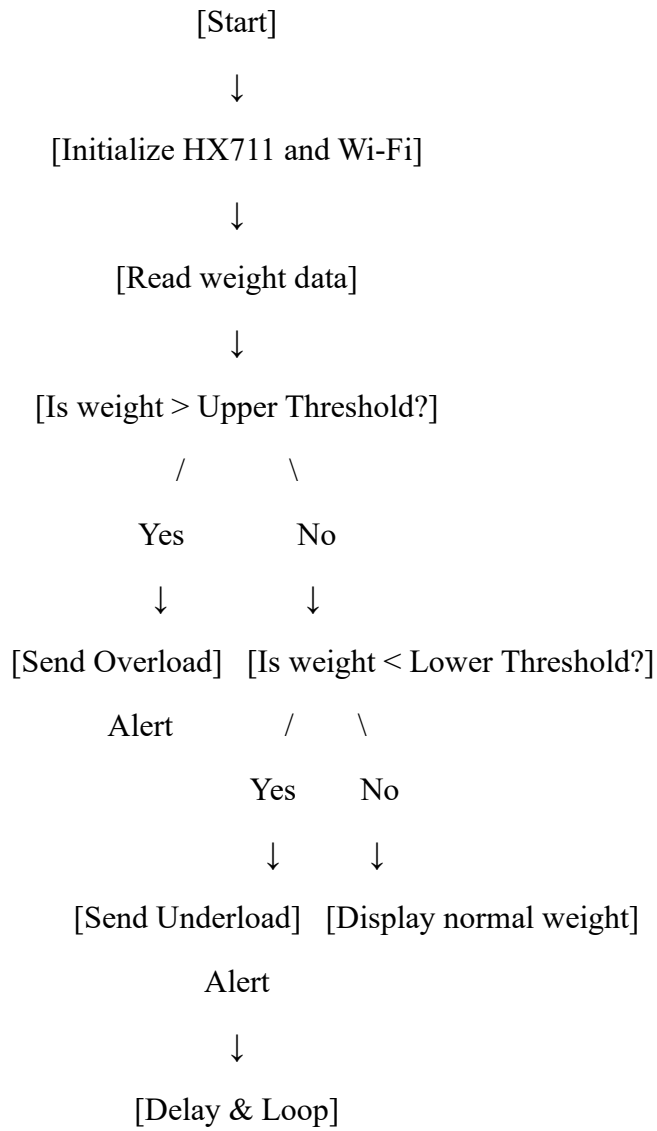 [Start]
↓
[Initialize HX711 and Wi-Fi]
↓
[Read weight data]
↓
[Is weight > Upper Threshold?]
/ \
Yes No
↓ ↓
[Send Overload] [Is weight < Lower Threshold?]
Alert / \
Yes No
↓ ↓
[Send Underload] [Display normal weight]
Alert
↓
[Delay & Loop]